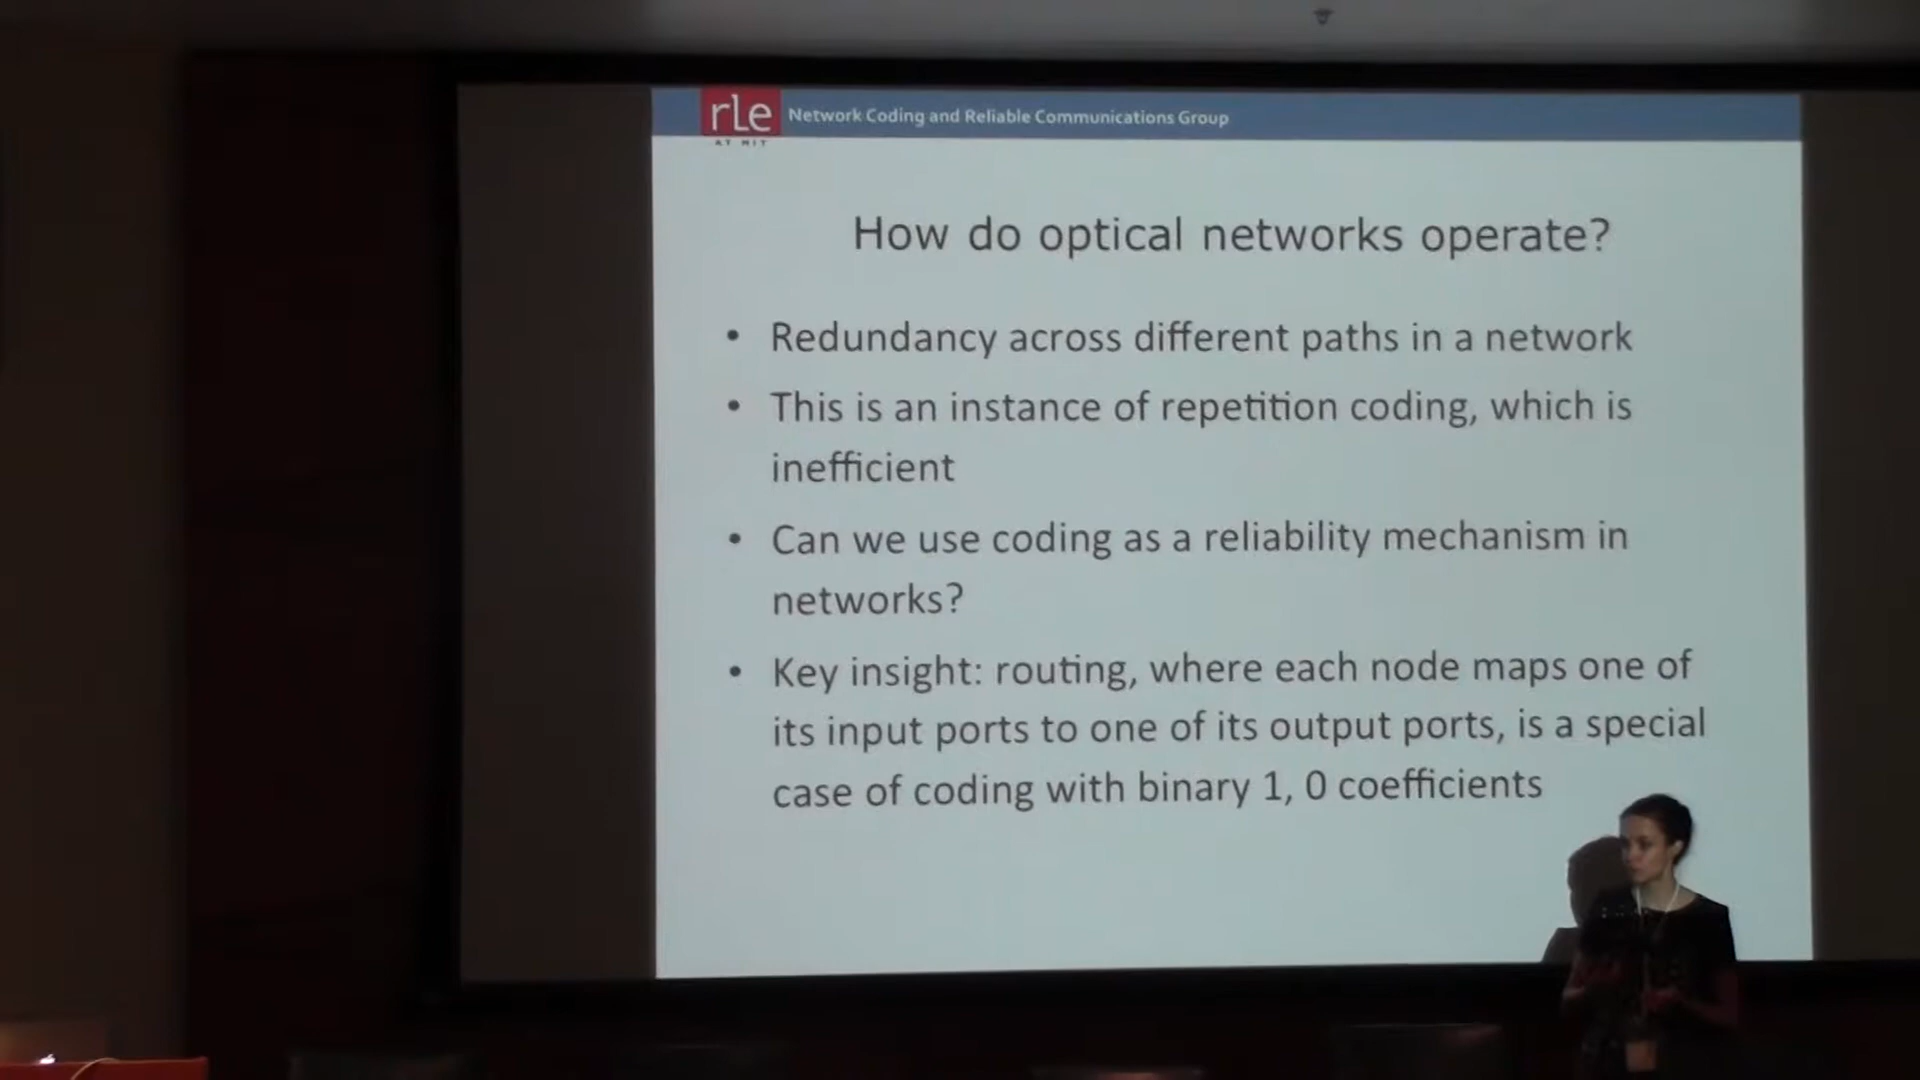 rLe Network Coding and Reliable Communications Group
AT MIT
How do optical networks operate?
• Redundancy across different paths in a network
• This is an instance of repetition coding, which is
inefficient
• Can we use coding as a reliability mechanism in
networks?
• Key insight: routing, where each node maps one of
its input ports to one of its output ports, is a special
case of coding with binary 1, 0 coefficients